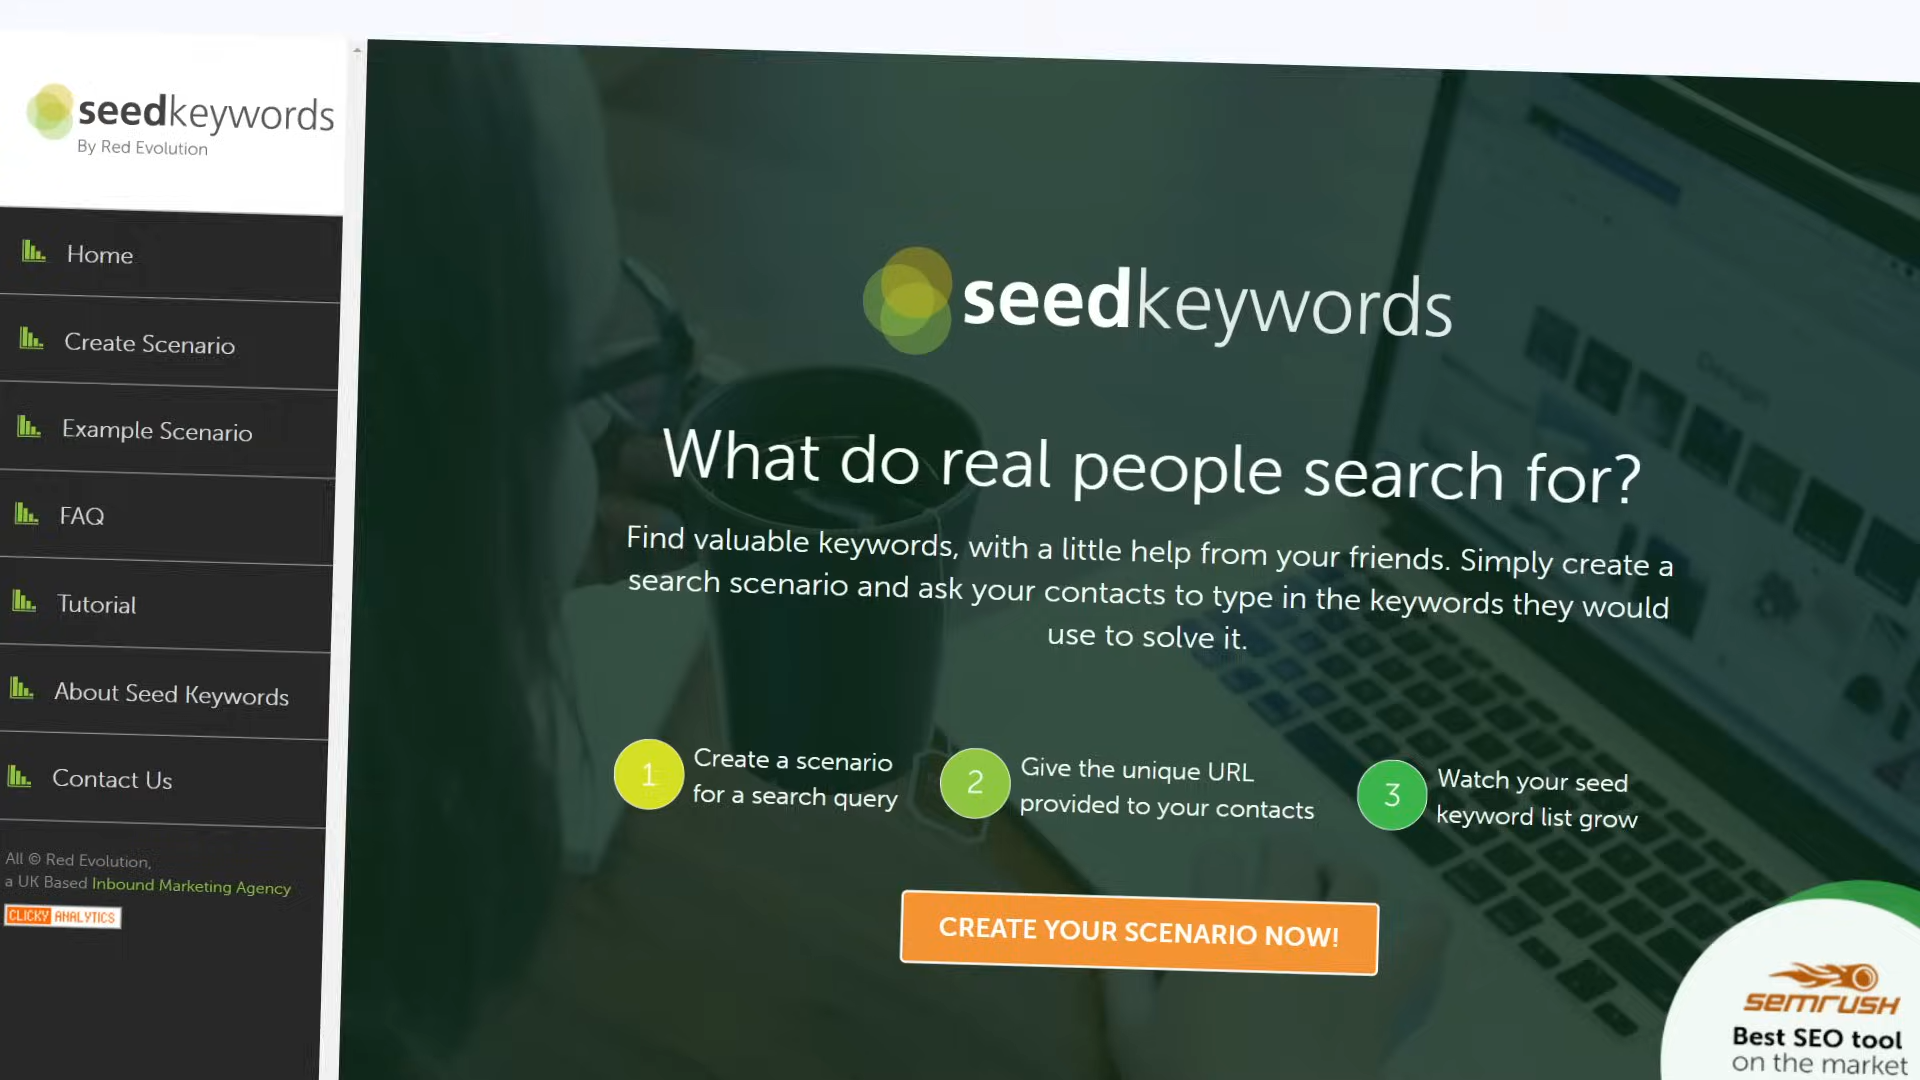 seedkeywords
By Red Evolution
Home
Create Scenario
Example Scenario
FAQ
Tutorial
About Seed Keywords
Contact Us
All © Red Evolution,
a UK Based Inbound Marketing Agency
CLICKY ANALYTICS
seedkeywords
What do real people search for?
Find valuable keywords, with a little help from your friends. Simply create a
search scenario and ask your contacts to type in the keywords they would
use to solve it.
1 Create a scenario
for a search query
2 Give the unique URL
provided to your contacts
3 Watch your seed
keyword list grow
CREATE YOUR SCENARIO NOW!
Design
semrush
Best SEO tool
on the market